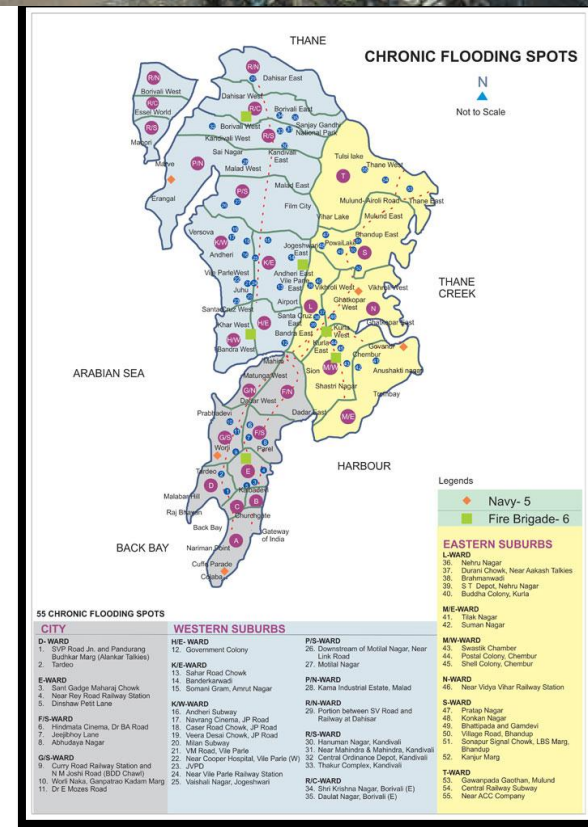 THANE
CHRONIC FLOODING SPOTS
N
Not to Scale
R/N
Borivali West
R/C
Essel World
R/S
Manori
R/N
Dahisar East
Dahisar West
R/C
Borivali East
Borivali West
R/S
Sanjay Gandhi
National Park
Kandivali West
Kandivali
East
Sai Nagar
Malad West
Marve
P/N
Erangal
P/S
Malad East
Film City
Tulsi lake
Thane West
T
Mulund-Airoli Road
Thane East
Vihar Lake
Mulund East
Versova
K/W
Andheri
Jogeshwari
East
PowaiLake
Bhandup East
S
K/E
Andheri East
Vile ParleWest
Vile Parle
East
Juhu
Vikhroli West
Vikhroli East
Airport
Ghatkopar
West
L
N
Santa Cruz West
Santa Cruz
East
Ghatkopar East
Khar West
H/E
Bandra East
Kurla
West
H/W
Bandra West
Kurla
East
Govandi
Chembur
Mahim
Sion
M/W
Anushakti nagar
Matunga West
Shastri Nagar
Trombay
G/N
F/N
Dadar West
Dadar East
M/E
Prabhadevi
G/S
F/S
Worli
Parel
Tardeo
E
D
Malabar Hill
B
C
Raj Bhavan
Churchgate
Back Bay
A
Gateway
of India
Nariman Point
Cuffe Parade
Colaba
THANE
CREEK
ARABIAN SEA
HARBOUR
BACK BAY
Legends
Navy- 5
Fire Brigade- 6
55 CHRONIC FLOODING SPOTS
CITY
D- WARD
1. SVP Road Jn. and Pandurang
Budhkar Marg (Alankar Talkies)
2. Tardeo
E-WARD
3. Sant Gadge Maharaj Chowk
4. Near Rey Road Railway Station
5. Dinshaw Petit Lane
F/S-WARD
6. Hindmata Cinema, Dr BA Road
7. Jeejibhoy Lane
8. Abhudaya Nagar
G/S-WARD
9. Curry Road Railway Station and
N M Joshi Road (BDD Chawl)
10. Worli Naka, Ganpatrao Kadam Marg
11. Dr E Mozes Road
WESTERN SUBURBS
H/E- WARD
12. Government Colony
K/E-WARD
13. Sahar Road Chowk
14. Banderkarwadi
15. Somani Gram, Amrut Nagar
K/W-WARD
16. Andheri Subway
17. Navrang Cinema, JP Road
18. Caser Road Chowk, JP Road
19. Veera Desai Chowk, JP Road
20. Milan Subway
21. VM Road, Vile Parle
22. Near Cooper Hospital, Vile Parle (W)
23. JVPD
24. Near Vile Parle Railway Station
25. Vaishali Nagar, Jogeshwari
P/S-WARD
26. Downstream of Motilal Nagar, Near
Link Road
27. Motilal Nagar
P/N-WARD
28. Kama Industrial Estate, Malad
R/N-WARD
29. Portion between SV Road and
Railway at Dahisar
R/S-WARD
30. Hanuman Nagar, Kandivali
31. Near Mahindra & Mahindra, Kandivali
32 Central Ordinance Depot, Kandivali
33. Thakur Complex, Kandivali
R/C-WARD
34. Shri Krishna Nagar, Borivali (E)
35. Daulat Nagar, Borivali (E)
EASTERN SUBURBS
L-WARD
36. Nehru Nagar
37. Durani Chowk, Near Aakash Talkies
38. Brahmanwadi
39. S T Depot, Nehru Nagar
40. Buddha Colony, Kurla
M/E-WARD
41. Tilak Nagar
42. Suman Nagar
M/W-WARD
43. Swastik Chamber
44. Postal Colony, Chembur
45. Shell Colony, Chembur
N-WARD
46. Near Vidya Vihar Railway Station
S-WARD
47. Pratap Nagar
48. Konkan Nagar
49. Bhattipada and Gamdevi
50. Village Road, Bhandup
51. Sonapur Signal Chowk, LBS Marg,
Bhandup
52. Kanjur Marg
T-WARD
53. Gawanpada Gaothan, Mulund
54. Central Railway Subway
55. Near ACC Company